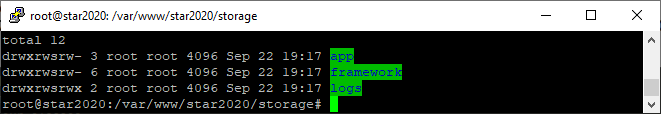 root@star2020: /var/www/star2020/storage
total 12
drwxrwsrw- 3 root root 4096 Sep 22 19:17 app
drwxrwsrw- 6 root root 4096 Sep 22 19:17 framework
drwxrwsrwx 2 root root 4096 Sep 22 19:17 logs
root@star2020:/var/www/star2020/storage#